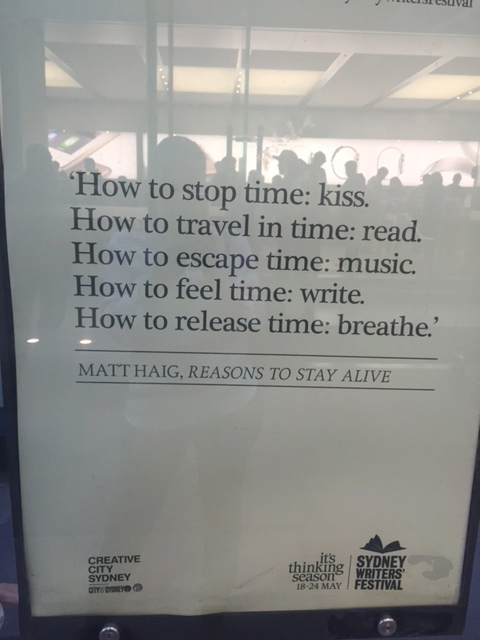 ‘How to stop time: kiss.
How to travel in time: read.
How to escape time: music.
How to feel time: write.
How to release time: breathe.’
MATT HAIG, REASONS TO STAY ALIVE
CREATIVE
CITY
SYDNEY
it's
thinking
season
18-24 MAY
SYDNEY
WRITERS'
FESTIVAL